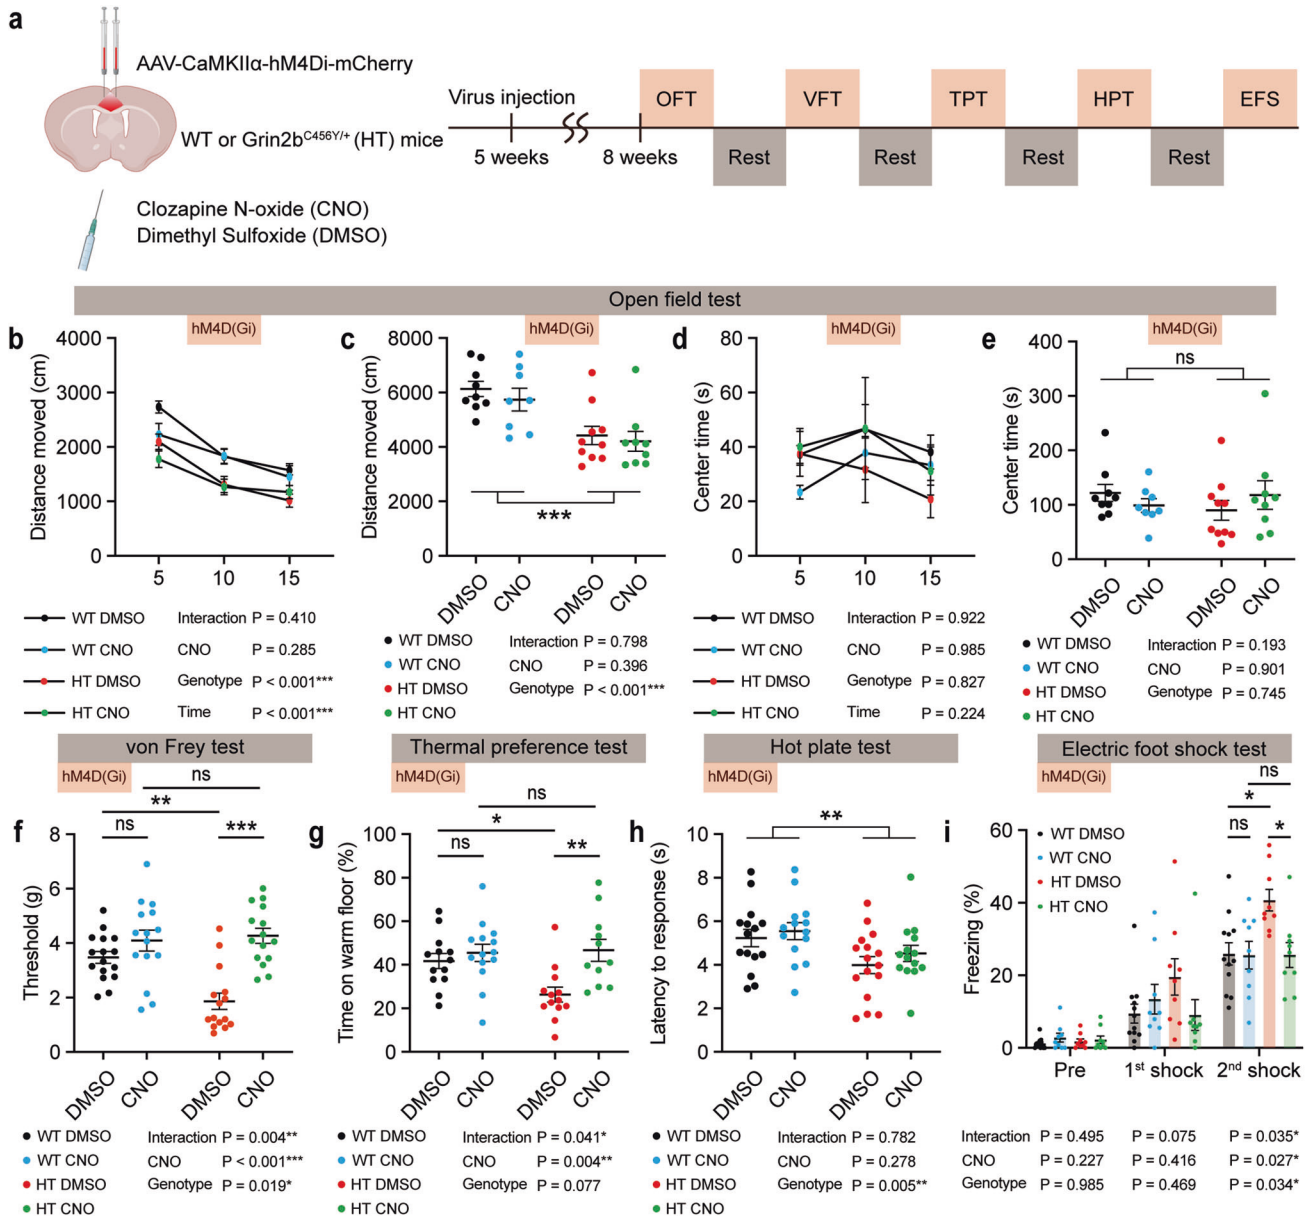 a
AAV-CaMKIIα-hM4Di-mCherry
WT or Grin2b^C456Y/+ (HT) mice
Clozapine N-oxide (CNO)
Dimethyl Sulfoxide (DMSO)
Virus injection
5 weeks
8 weeks
OFT
VFT
TPT
HPT
EFS
Rest
Rest
Rest
Rest
Open field test
b
hM4D(Gi)
Distance moved (cm)
4000
3000
2000
1000
0
5 10 15
WT DMSO
WT CNO
HT DMSO
HT CNO
Interaction P = 0.410
CNO P = 0.285
Genotype P < 0.001***
Time P < 0.001***
c
hM4D(Gi)
Distance moved (cm)
8000
6000
4000
2000
0
***
DMSO CNO DMSO CNO
WT DMSO
WT CNO
HT DMSO
HT CNO
Interaction P = 0.798
CNO P = 0.396
Genotype P < 0.001***
d
hM4D(Gi)
Center time (s)
80
60
40
20
0
5 10 15
WT DMSO
WT CNO
HT DMSO
HT CNO
Interaction P = 0.922
CNO P = 0.985
Genotype P = 0.827
Time P = 0.224
e
hM4D(Gi)
Center time (s)
400
300
200
100
0
ns
DMSO CNO DMSO CNO
WT DMSO
WT CNO
HT DMSO
HT CNO
Interaction P = 0.193
CNO P = 0.901
Genotype P = 0.745
von Frey test
hM4D(Gi)
f
ns
**
ns
***
Threshold (g)
8
6
4
2
0
DMSO CNO DMSO CNO
WT DMSO
WT CNO
HT DMSO
HT CNO
Interaction P = 0.004**
CNO P < 0.001***
Genotype P = 0.019*
Thermal preference test
hM4D(Gi)
g
ns
*
ns
**
Time on warm floor (%)
100
80
60
40
20
0
DMSO CNO DMSO CNO
WT DMSO
WT CNO
HT DMSO
HT CNO
Interaction P = 0.041*
CNO P = 0.004**
Genotype P = 0.077
Hot plate test
hM4D(Gi)
h
**
Latency to response (s)
10
8
6
4
2
0
DMSO CNO DMSO CNO
WT DMSO
WT CNO
HT DMSO
HT CNO
Interaction P = 0.782
CNO P = 0.278
Genotype P = 0.005**
Electric foot shock test
hM4D(Gi)
i
ns
*
ns
*
WT DMSO
WT CNO
HT DMSO
HT CNO
Freezing (%)
60
40
20
0
Pre 1st shock 2nd shock
Interaction P = 0.495 P = 0.075 P = 0.035*
CNO P = 0.227 P = 0.416 P = 0.027*
Genotype P = 0.985 P = 0.469 P = 0.034*